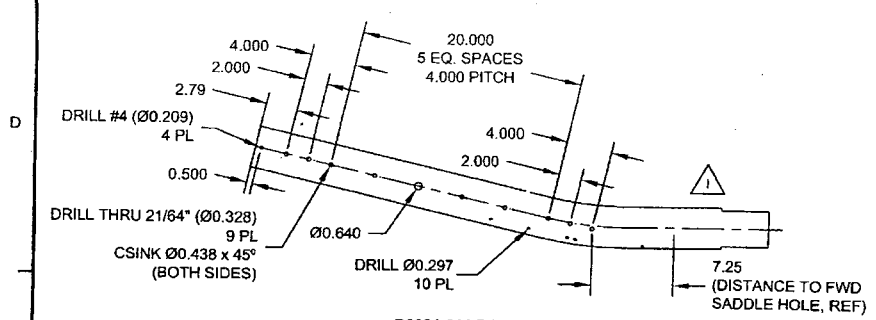 D
4.000
2.000
2.79
DRILL #4 (Ø0.209)
4 PL
0.500
DRILL THRU 21/64" (Ø0.328)
9 PL
CSINK Ø0.438 x 45°
(BOTH SIDES)
20.000
5 EQ. SPACES
4.000 PITCH
4.000
2.000
Ø0.640
DRILL Ø0.297
10 PL
1
7.25
(DISTANCE TO FWD
SADDLE HOLE, REF)